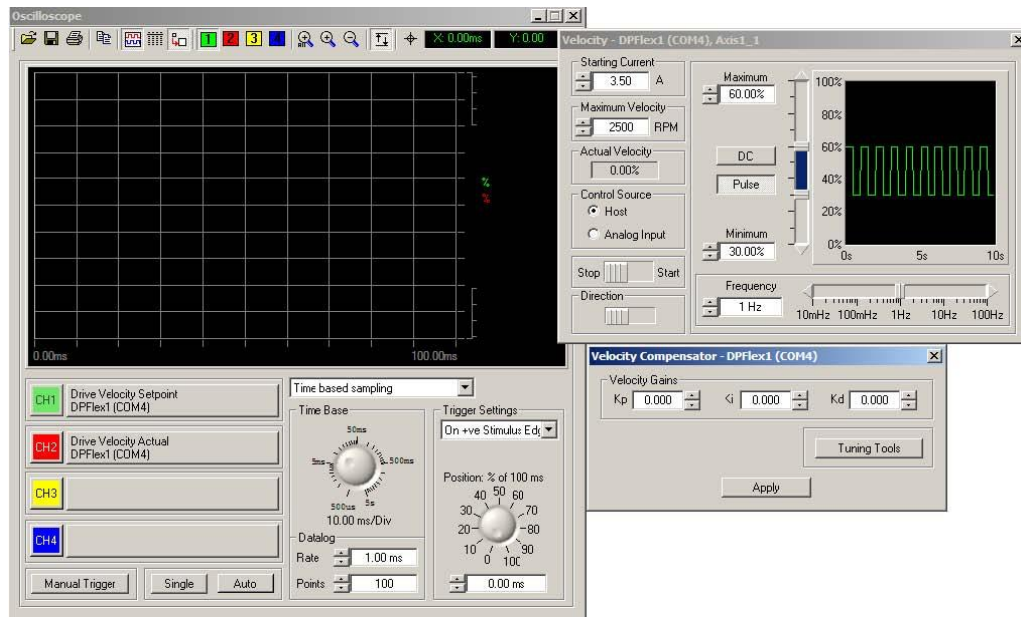 Oscilloscope
1 2 3 4
X: 0.00ms Y: 0.00
%
%
0.00ms 100.00ms
CH1 Drive Velocity Setpoint
DPFlex1 (COM4)
CH2 Drive Velocity Actual
DPFlex1 (COM4)
CH3
CH4
Manual Trigger Single Auto
Time based sampling
Time Base
50ms
5ms 500ms
500us 5s
10.00 ms/Div
Datalog
Rate 1.00 ms
Points 100
Trigger Settings
On +ve Stimulus Edg
Position: % of 100 ms
40 50 60
30 70
20 80
10 90
0 100
0.00 ms
Velocity - DPFlex1 (COM4), Axis1_1
Starting Current
3.50 A
Maximum Velocity
2500 RPM
Actual Velocity
0.00%
Control Source
Host
Analog Input
Stop Start
Direction
Maximum
60.00%
DC
Pulse
Minimum
30.00%
100%
80%
60%
40%
20%
0%
0s 5s 10s
Frequency
1 Hz
10mHz 100mHz 1Hz 10Hz 100Hz
Velocity Compensator - DPFlex1 (COM4)
Velocity Gains
Kp 0.000 Ki 0.000 Kd 0.000
Tuning Tools
Apply